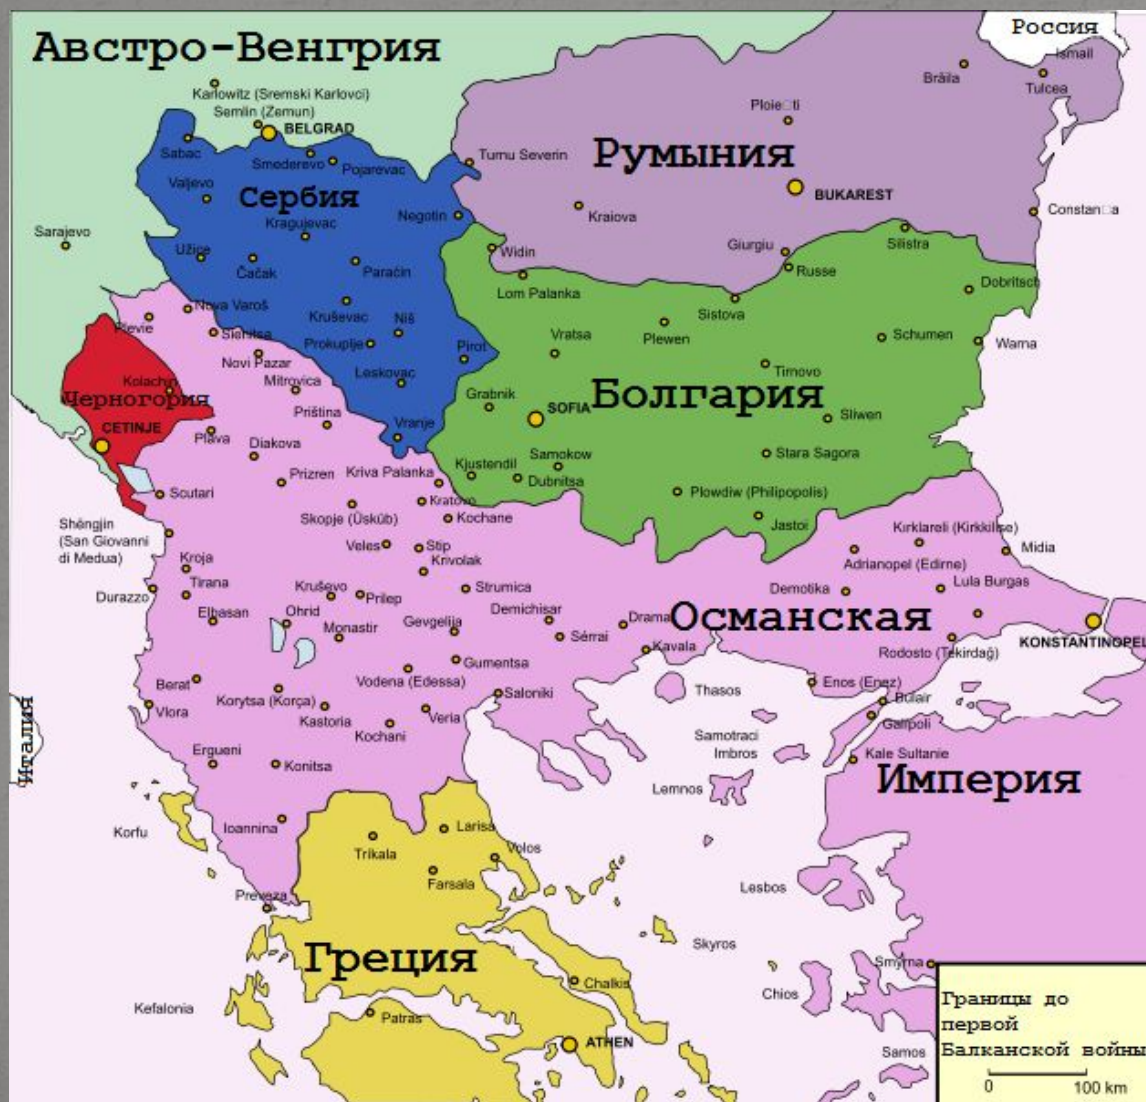 Россия
Австро-Венгрия
Ismail
Brăila
Tulcea
Karlowitz (Sremski Karlovci)
Semlin (Zemun)
BELGRAD
Ploie□ti
Sabac
Smederevo
Pojarevac
Turnu Severin
Румыния
Valjevo
Сербия
BUKAREST
Negotin
Kraiova
Constan□a
Kragujevac
Sarajevo
Užice
Čačak
Paraćin
Widin
Giurgiu
Silistra
Russe
Lom Palanka
Dobritsch
Nova Varoš
Kruševac
Niš
Sistova
Plevie
Sienitsa
Prokuplje
Pirot
Vratsa
Plewen
Schumen
Warna
Novi Pazar
Mitrovica
Leskovac
Tirnovo
Kolachin
Черногория
Grabnik
SOFIA
Болгария
Priština
Sliwen
CETINJE
Plava
Vranje
Diakova
Samokow
Stara Sagora
Prizren
Kriva Palanka
Kjustendil
Dubnitsa
Scutari
Plowdiw (Philipopolis)
Kratovo
Skopje (Üsküb)
Kochane
Jastoi
Shëngjin
(San Giovanni
di Medua)
Kirklareli (Kirkkilise)
Veles
Stip
Midia
Kroja
Krivolak
Adrianopel (Edirne)
Tirana
Lula Burgas
Durazzo
Kruševo
Prilep
Strumica
Demotika
Elbasan
Ohrid
Demichisar
Gevgelija
Drama
Османская
Monastir
Sérrai
KONSTANTINOPEL
Kavala
Rodosto (Tekirdağ)
Gumentsa
Berat
Vodena (Edessa)
Enos (Enez)
Korytsa (Korça)
Saloniki
Thasos
Bulair
Vlora
Kastoria
Veria
Galipoli
Kochani
Samotraci
Италия
Imbros
Ergueni
Konitsa
Kale Sultanie
Империя
Lemnos
Korfu
Ioannina
Larisa
Trikala
Volos
Farsala
Lesbos
Preveza
Skyros
Греция
Smyrna
Chalkis
Chios
Kefalonia
Patras
Границы до
первой
Балканской войны
ATHEN
Samos
0 100 km